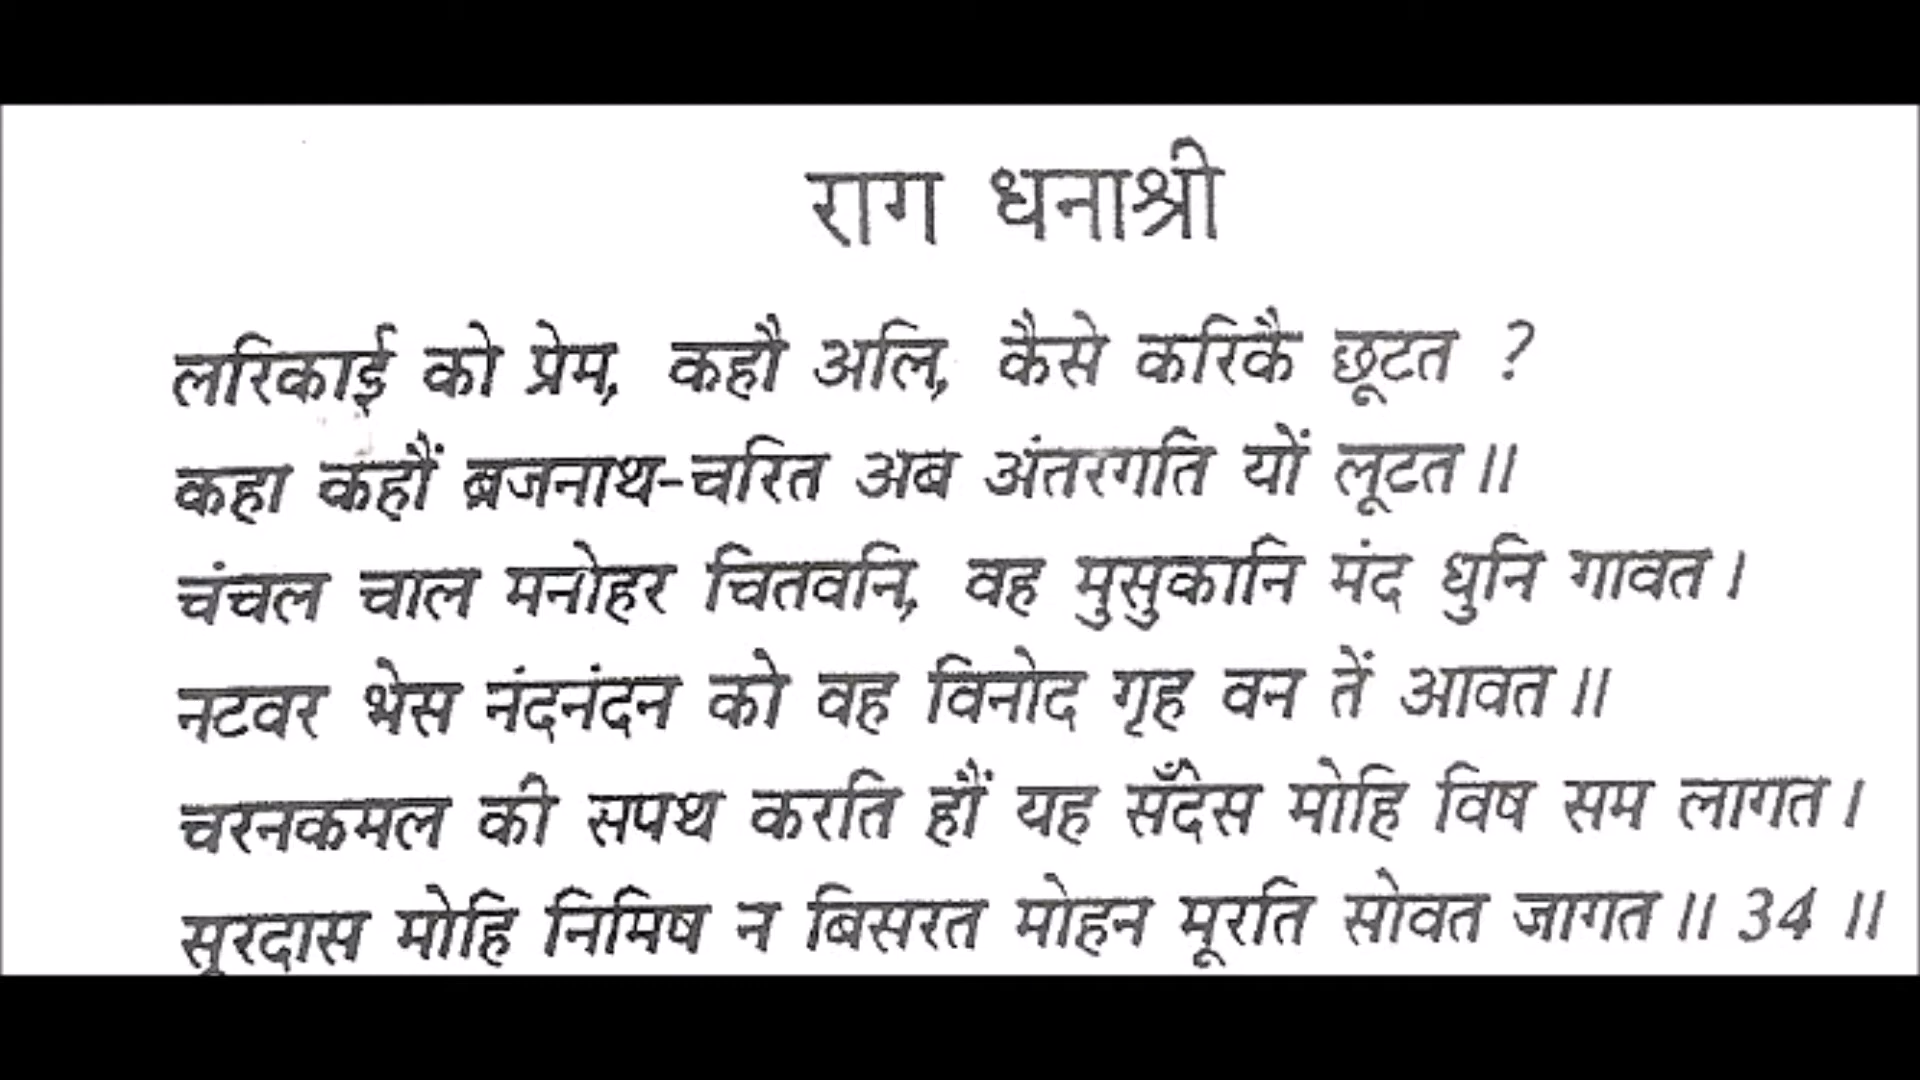 राग धनाश्री
लरिकाई को प्रेम, कहौ अलि, कैसे करिकै छूटत ?
कहा कहौं ब्रजनाथ-चरित अब अंतरगति यों लूटत॥
चंचल चाल मनोहर चितवनि, वह मुसुकानि मंद धुनि गावत।
नटवर भेस नंदनंदन को वह विनोद गृह वन तें आवत॥
चरनकमल की सपथ करति हौं यह सँदेस मोहि विष सम लागत।
सूरदास मोहि निमिष न बिसरत मोहन मूरति सोवत जागत॥ 34 ॥